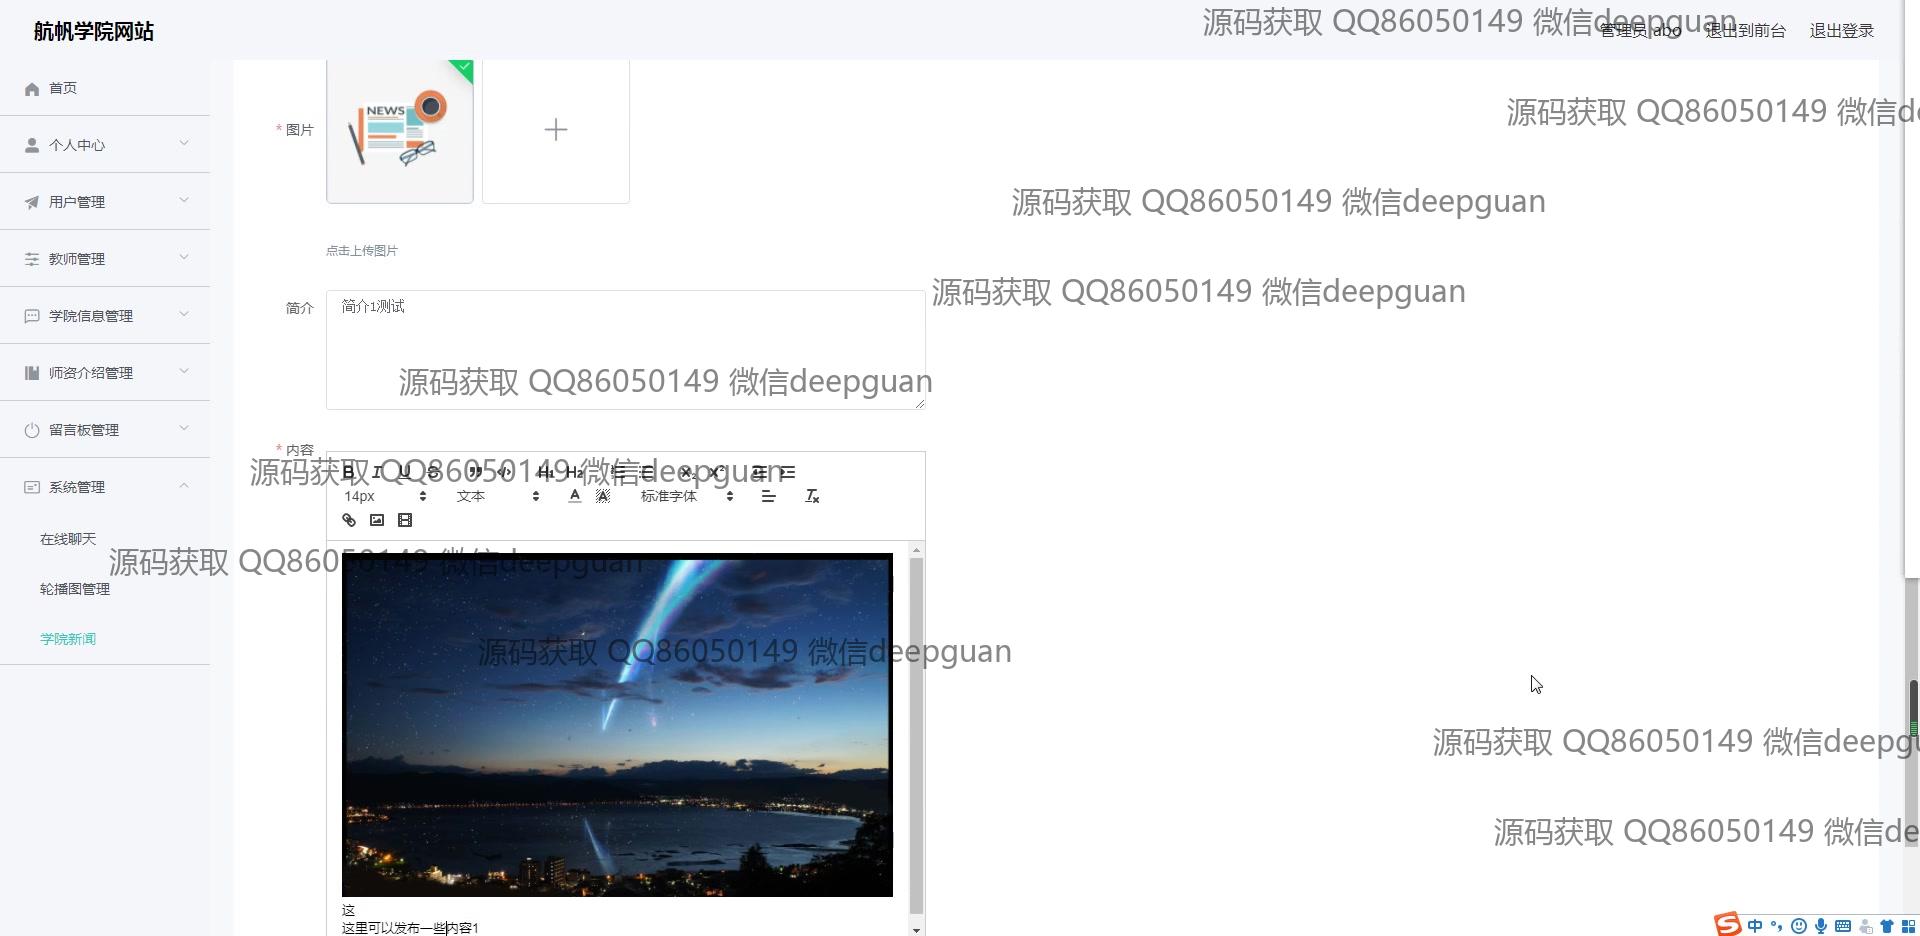 航帆学院网站
源码获取 QQ86050149 微信deepguan
管理员 abo 退出到前台 退出登录
首页
个人中心
用户管理
教师管理
学院信息管理
师资介绍管理
留言板管理
系统管理
在线聊天
轮播图管理
学院新闻
源码获取 QQ86050149 微信de
* 图片
NEWS
点击上传图片
源码获取 QQ86050149 微信deepguan
源码获取 QQ86050149 微信deepguan
简介
简介1测试
源码获取 QQ86050149 微信deepguan
* 内容
源码获取 QQ86050149 微信deepguan
B I U S H1 H2 X2 X2
14px 文本 A A 标准字体 Tx
源码获取 QQ86050149 微信deepguan
源码获取 QQ86050149 微信deepguan
源码获取 QQ86050149 微信deepgu
源码获取 QQ86050149 微信de
这
这里可以发布一些内容1
中